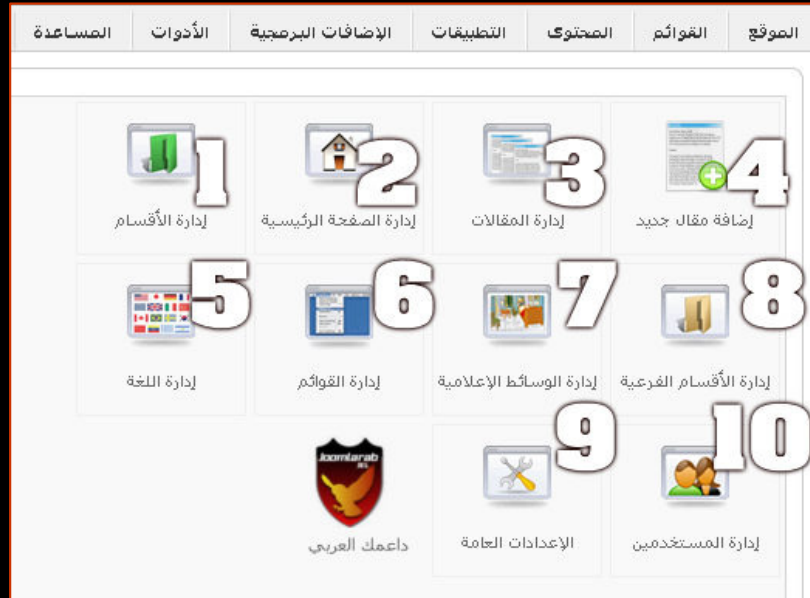 الموقع القوائم المحتوى التطبيقات الإضافات البرمجية الأدوات المساعدة
4 3 2 1
إضافة مقال جديد إدارة المقالات إدارة الصفحة الرئيسية إدارة الأقسام
8 7 6 5
إدارة الأقسام الفرعية إدارة الوسائط الإعلامية إدارة القوائم إدارة اللغة
10 9
Joomlarab
إدارة المستخدمين الإعدادات العامة داعمك العربي